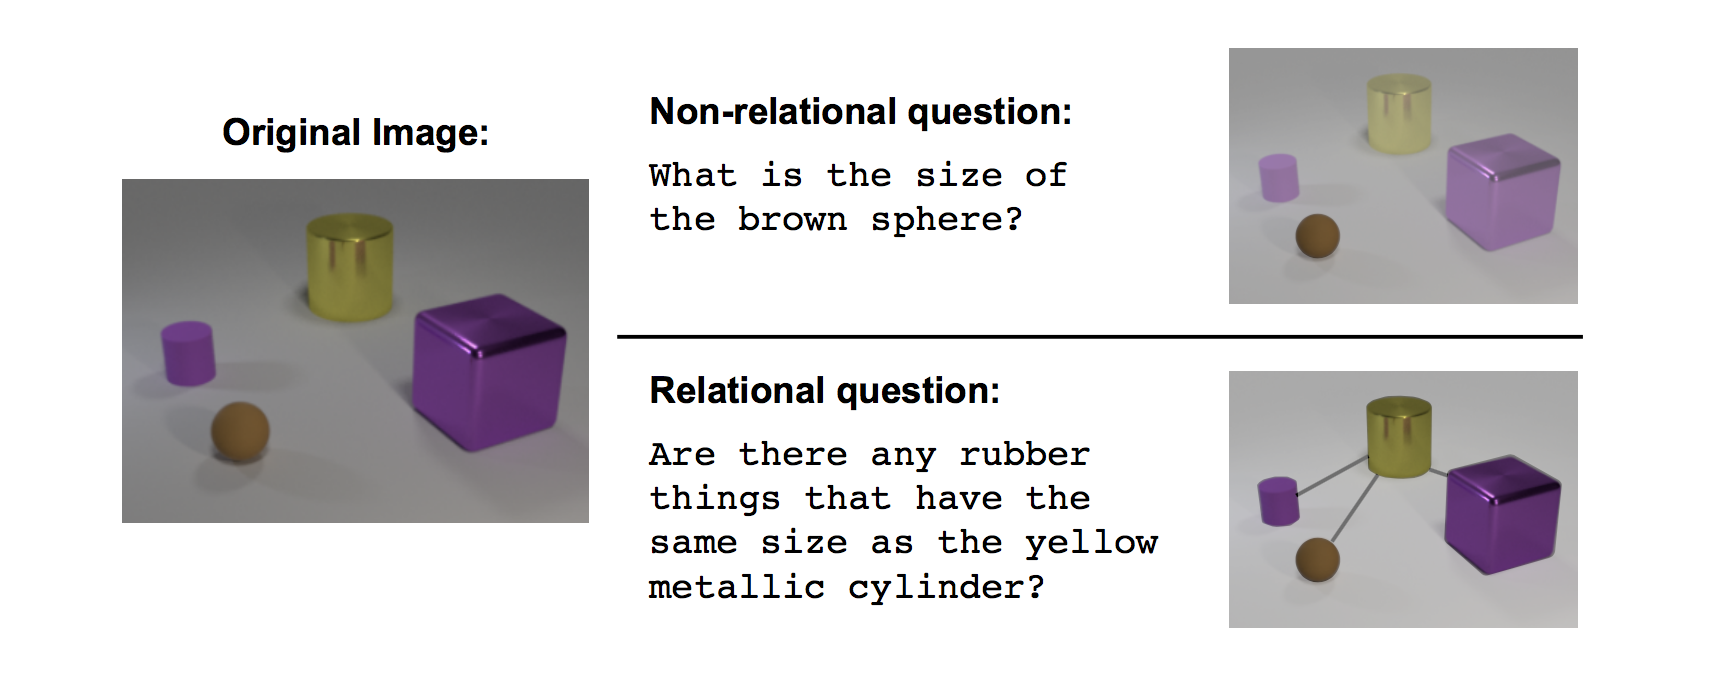 Original Image:
Non-relational question:
What is the size of
the brown sphere?
Relational question:
Are there any rubber
things that have the
same size as the yellow
metallic cylinder?